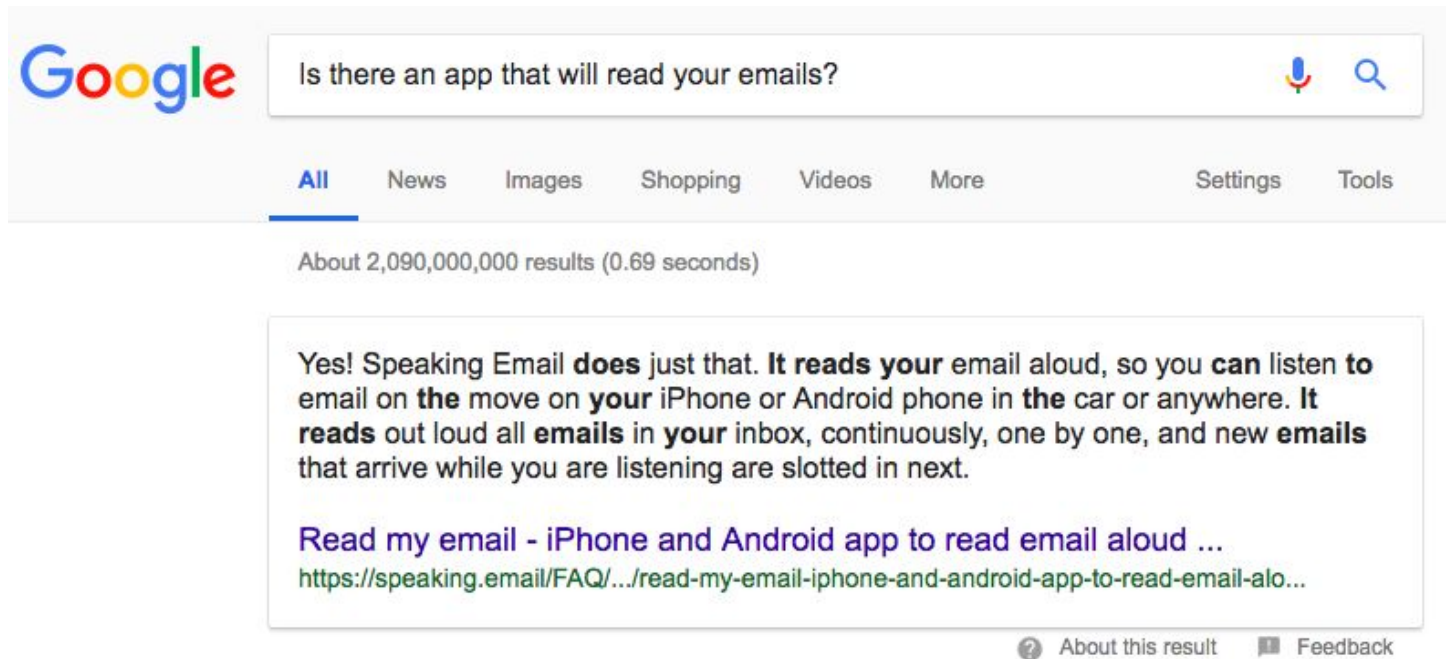 Google
Is there an app that will read your emails?
All News Images Shopping Videos More Settings Tools
About 2,090,000,000 results (0.69 seconds)
Yes! Speaking Email does just that. It reads your email aloud, so you can listen to
email on the move on your iPhone or Android phone in the car or anywhere. It
reads out loud all emails in your inbox, continuously, one by one, and new emails
that arrive while you are listening are slotted in next.
Read my email - iPhone and Android app to read email aloud ...
https://speaking.email/FAQ/.../read-my-email-iphone-and-android-app-to-read-email-alo...
About this result Feedback